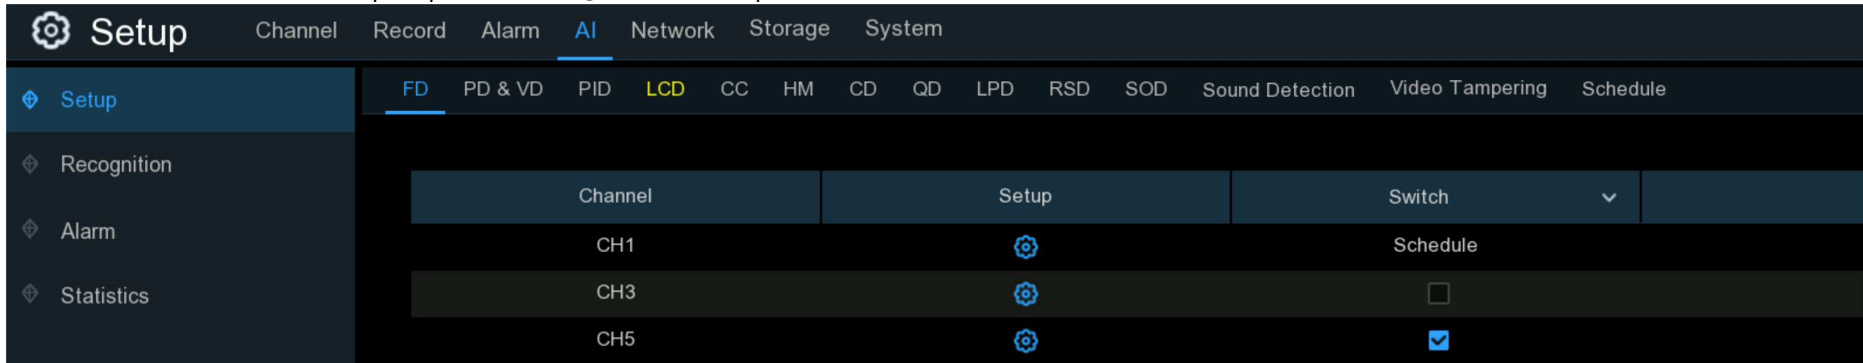 Setup Channel Record Alarm AI Network Storage System
Setup
FD PD & VD PID LCD CC HM CD QD LPD RSD SOD Sound Detection Video Tampering Schedule
Recognition
Channel Setup Switch
Alarm
CH1 Schedule
Statistics
CH3
CH5